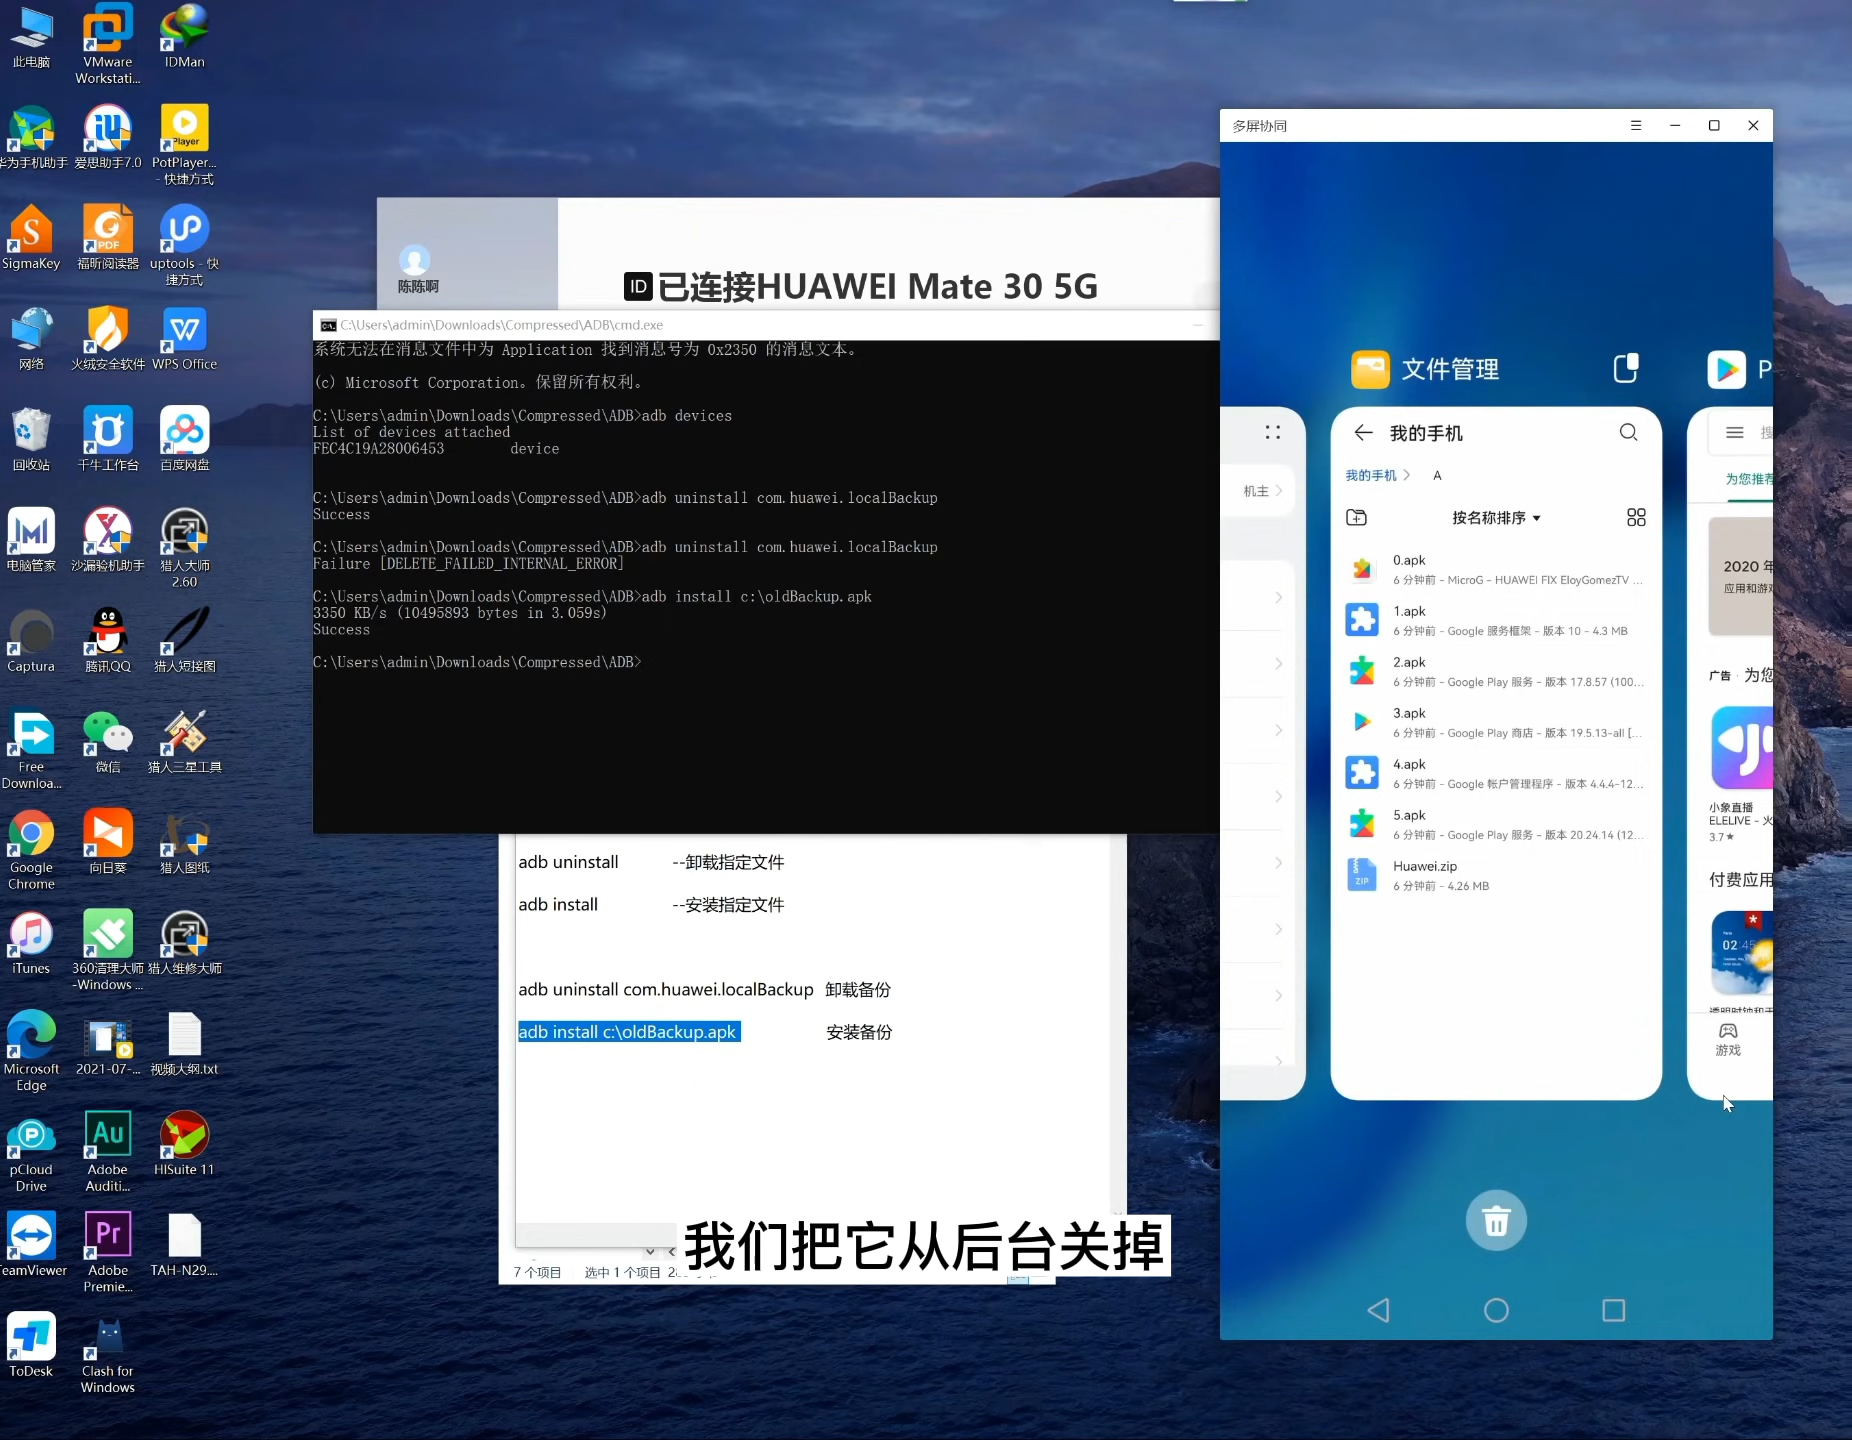 此电脑
VMware
Workstati...
IDMan
华为手机助手
爱思助手7.0
PotPlayer...
- 快捷方式
SigmaKey
福昕阅读器
uptools - 快
捷方式
网络
火绒安全软件
WPS Office
回收站
千牛工作台
百度网盘
电脑管家
沙漏验机助手
猎人大师
2.60
Captura
腾讯QQ
猎人短接图
Free
Downloa...
微信
猎人三星工具
Google
Chrome
向日葵
猎人图纸
iTunes
360清理大师
-Windows ...
猎人维修大师
Microsoft
Edge
2021-07-...
视频大纲.txt
pCloud
Drive
Adobe
Auditi...
HISuite 11
TeamViewer
Adobe
Premie...
TAH-N29....
ToDesk
Clash for
Windows
陈陈啊
ID 已连接HUAWEI Mate 30 5G
C:\Users\admin\Downloads\Compressed\ADB\cmd.exe
系统无法在消息文件中为 Application 找到消息号为 0x2350 的消息文本。
(c) Microsoft Corporation。保留所有权利。
C:\Users\admin\Downloads\Compressed\ADB>adb devices
List of devices attached
FEC4C19A28006453 device
C:\Users\admin\Downloads\Compressed\ADB>adb uninstall com.huawei.localBackup
Success
C:\Users\admin\Downloads\Compressed\ADB>adb uninstall com.huawei.localBackup
Failure [DELETE_FAILED_INTERNAL_ERROR]
C:\Users\admin\Downloads\Compressed\ADB>adb install c:\oldBackup.apk
3350 KB/s (10495893 bytes in 3.059s)
Success
C:\Users\admin\Downloads\Compressed\ADB>
adb uninstall --卸载指定文件
adb install --安装指定文件
adb uninstall com.huawei.localBackup 卸载备份
adb install c:\oldBackup.apk 安装备份
7 个项目 选中 1 个项目
我们把它从后台关掉
多屏协同
文件管理
机主
我的手机
我的手机 > A
按名称排序
0.apk
6 分钟前 - MicroG - HUAWEI FIX EloyGomezTV ...
1.apk
6 分钟前 - Google 服务框架 - 版本 10 - 4.3 MB
2.apk
6 分钟前 - Google Play 服务 - 版本 17.8.57 (100...
3.apk
6 分钟前 - Google Play 商店 - 版本 19.5.13-all [...
4.apk
6 分钟前 - Google 帐户管理程序 - 版本 4.4.4-12...
5.apk
6 分钟前 - Google Play 服务 - 版本 20.24.14 (12...
Huawei.zip
6 分钟前 - 4.26 MB
P
搜
为您推荐
2020 年
应用和游戏
广告 · 为您
小象直播
ELELIVE - 火
3.7★
付费应用
02:45
游戏